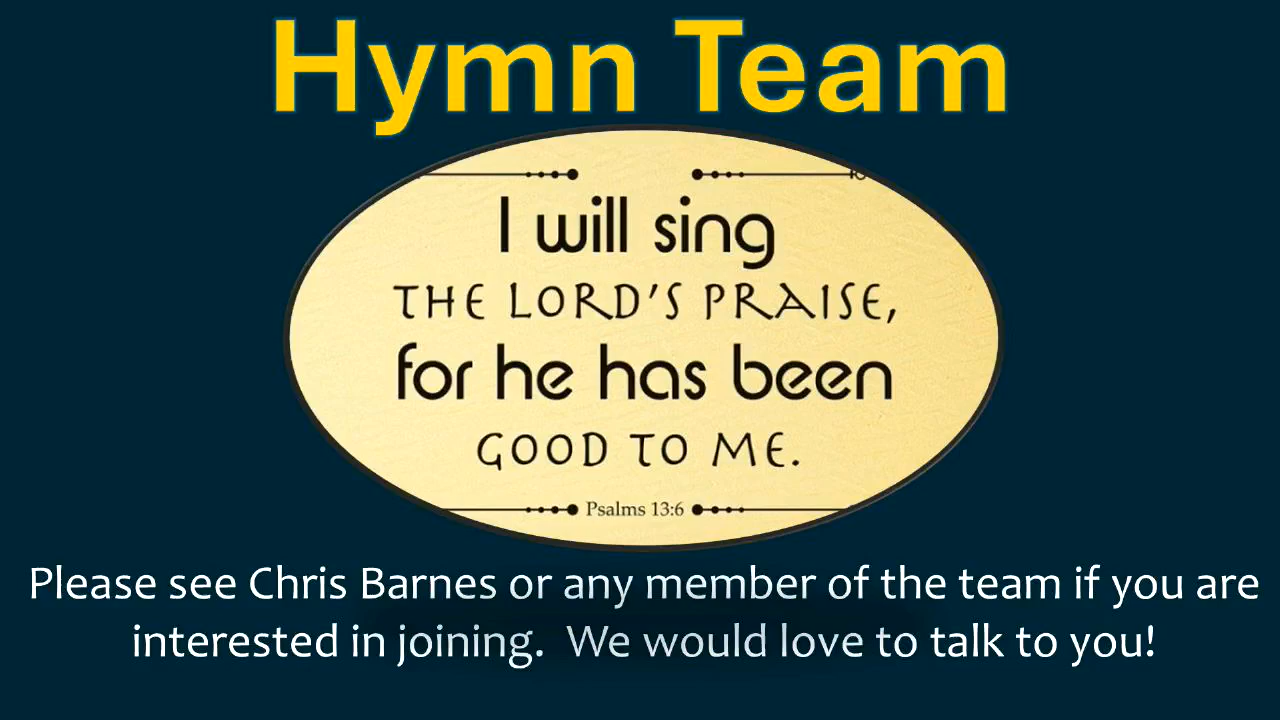 Hymn Team
I will sing
THE LORD'S PRAISE,
for he has been
GOOD TO ME.
Psalms 13:6
Please see Chris Barnes or any member of the team if you are
interested in joining.  We would love to talk to you!